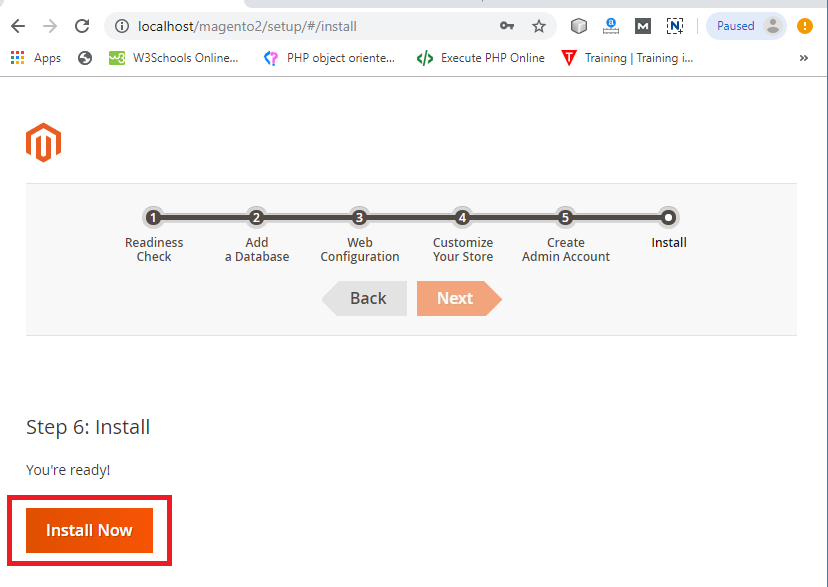 localhost/magento2/setup/#/install
Paused
Apps
W3Schools Online...
PHP object oriente...
Execute PHP Online
Training | Training i...
»
1 2 3 4 5
Readiness Check
Add a Database
Web Configuration
Customize Your Store
Create Admin Account
Install
Back
Next
Step 6: Install
You're ready!
Install Now